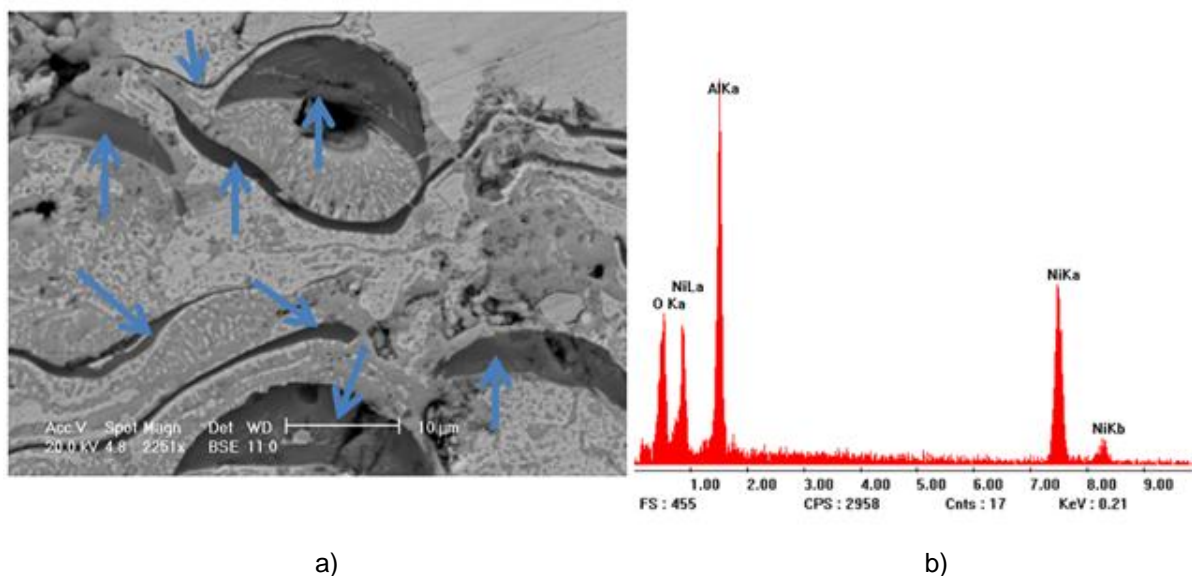 Acc.V Spot Magn Det WD 10 µm
20.0 kV 4.8 2251x BSE 11.0
AlKa
NiKa
NiLa
O Ka
NiKb
1.00 2.00 3.00 4.00 5.00 6.00 7.00 8.00 9.00
FS : 455 CPS : 2958 Cnts : 17 KeV : 0.21
a) b)